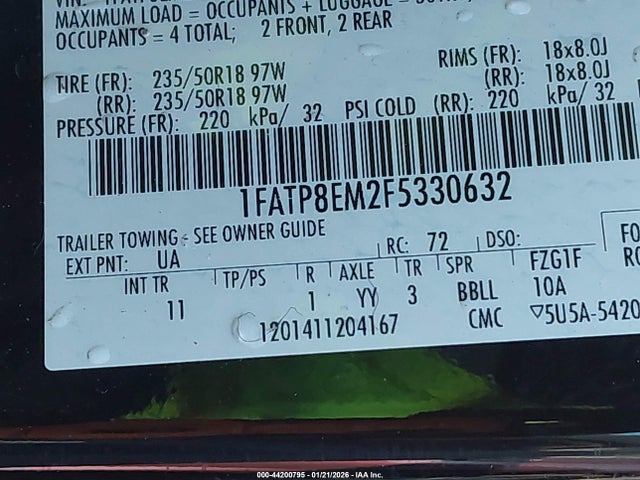 MAXIMUM LOAD = OCCUPANTS + LUGGAGE =
OCCUPANTS = 4 TOTAL; 2 FRONT, 2 REAR
TIRE (FR): 235/50R18 97W RIMS (FR): 18x8.0J
(RR): 235/50R18 97W (RR): 18x8.0J
PRESSURE (FR): 220 kPa/ 32 PSI COLD (RR): 220 kPa/ 32
1FATP8EM2F5330632
TRAILER TOWING - SEE OWNER GUIDE
EXT PNT: UA RC: 72 DSO:
INT TR TP/PS R AXLE TR SPR FZG1F
11 1 YY 3 BBLL 10A
1201411204167 CMC ▽5U5A-5420
000-44200795 - 01/21/2026 - IAA Inc.